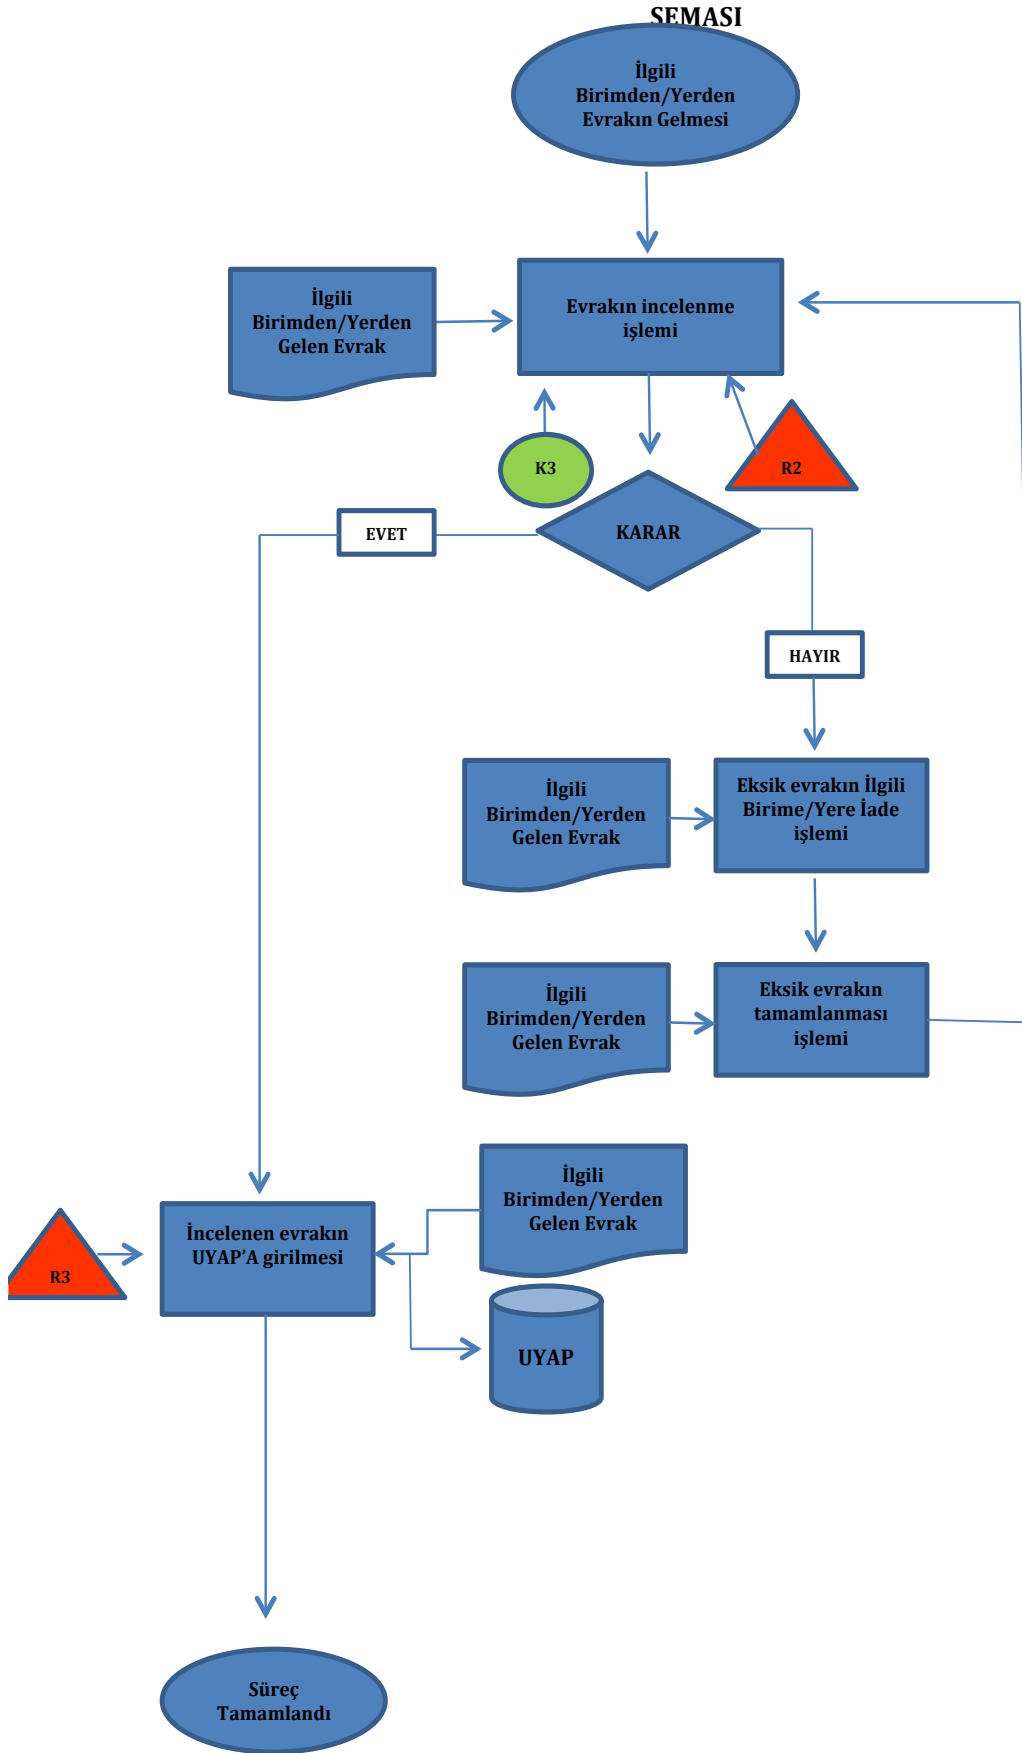 ŞEMASI
İlgili
Birimden/Yerden
Evrakın Gelmesi
İlgili
Birimden/Yerden
Gelen Evrak
Evrakın incelenme
işlemi
K3
R2
EVET
KARAR
HAYIR
İlgili
Birimden/Yerden
Gelen Evrak
Eksik evrakın İlgili
Birime/Yere İade
işlemi
İlgili
Birimden/Yerden
Gelen Evrak
Eksik evrakın
tamamlanması
işlemi
İlgili
Birimden/Yerden
Gelen Evrak
R3
İncelenen evrakın
UYAP’A girilmesi
UYAP
Süreç
Tamamlandı